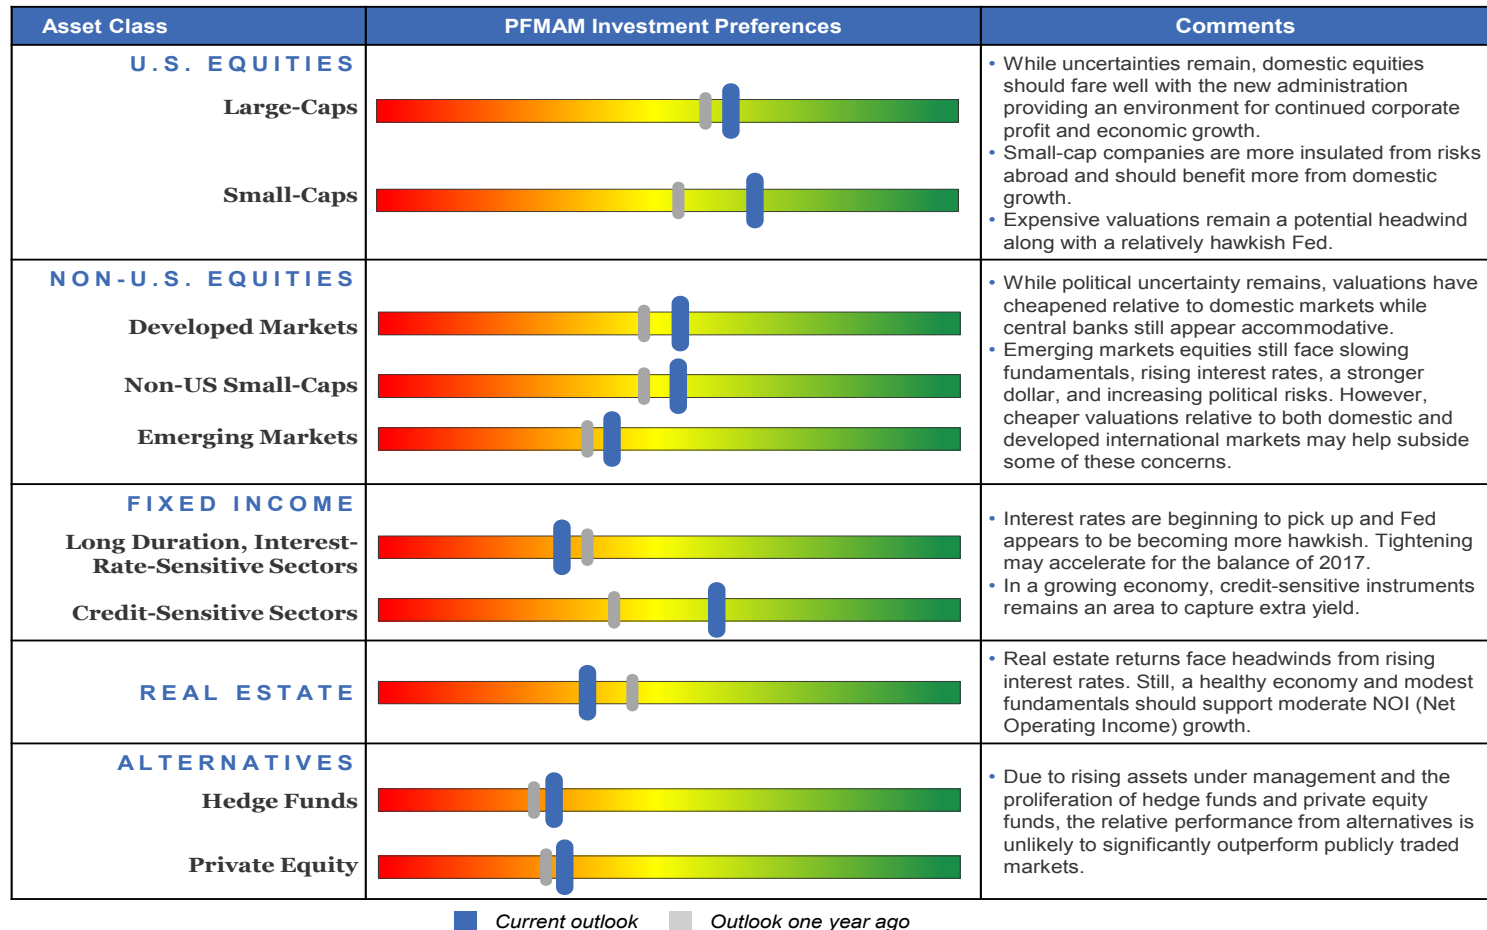 Asset Class
PFMAM Investment Preferences
Comments
U.S. EQUITIES
Large-Caps
Small-Caps
• While uncertainties remain, domestic equities
should fare well with the new administration
providing an environment for continued corporate
profit and economic growth.
• Small-cap companies are more insulated from risks
abroad and should benefit more from domestic
growth.
• Expensive valuations remain a potential headwind
along with a relatively hawkish Fed.
NON-U.S. EQUITIES
Developed Markets
Non-US Small-Caps
Emerging Markets
• While political uncertainty remains, valuations have
cheapened relative to domestic markets while
central banks still appear accommodative.
• Emerging markets equities still face slowing
fundamentals, rising interest rates, a stronger
dollar, and increasing political risks. However,
cheaper valuations relative to both domestic and
developed international markets may help subside
some of these concerns.
FIXED INCOME
Long Duration, Interest-
Rate-Sensitive Sectors
Credit-Sensitive Sectors
• Interest rates are beginning to pick up and Fed
appears to be becoming more hawkish. Tightening
may accelerate for the balance of 2017.
• In a growing economy, credit-sensitive instruments
remains an area to capture extra yield.
REAL ESTATE
• Real estate returns face headwinds from rising
interest rates. Still, a healthy economy and modest
fundamentals should support moderate NOI (Net
Operating Income) growth.
ALTERNATIVES
Hedge Funds
Private Equity
• Due to rising assets under management and the
proliferation of hedge funds and private equity
funds, the relative performance from alternatives is
unlikely to significantly outperform publicly traded
markets.
Current outlook
Outlook one year ago